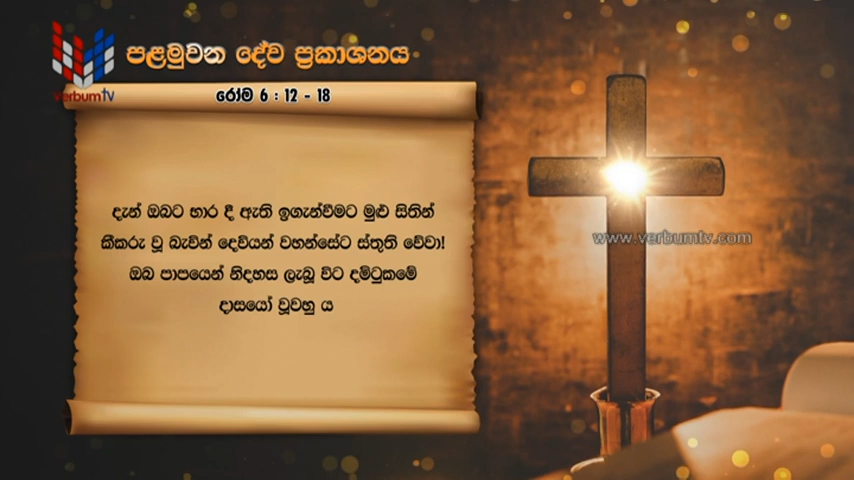 පළමුවන දේව ප්‍රකාශනය
verbumtv
රෝම 6 : 12 - 18
දැන් ඔබට භාර දී ඇති ඉගැන්වීමට මුළු සිතින්
කීකරු වූ බැවින් දෙවියන් වහන්සේට ස්තුති වේවා!
ඔබ පාපයෙන් නිදහස ලැබූ විට දමිටුකමේ
දාසයෝ වූවහු ය
www.verbumtv.com